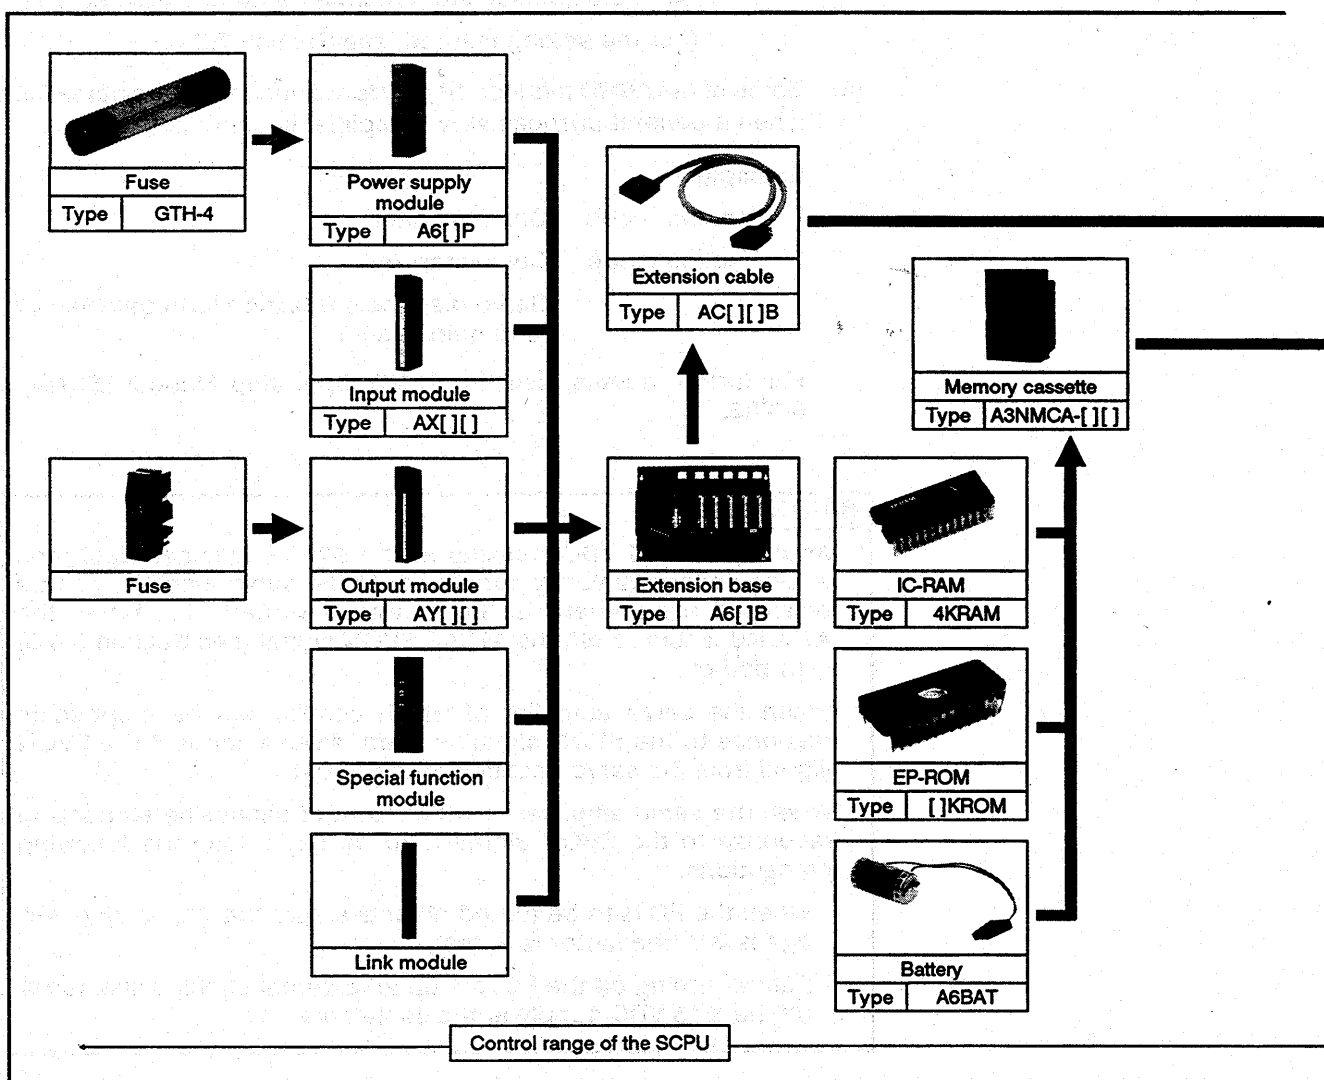 Fuse
Type GTH-4
Power supply
module
Type A6[ ]P
Extension cable
Type AC[ ][ ]B
Input module
Type AX[ ][ ]
Memory cassette
Type A3NMCA-[ ][ ]
Fuse
Output module
Type AY[ ][ ]
Extension base
Type A6[ ]B
IC-RAM
Type 4KRAM
Special function
module
EP-ROM
Type [ ]KROM
Link module
Battery
Type A6BAT
Control range of the SCPU